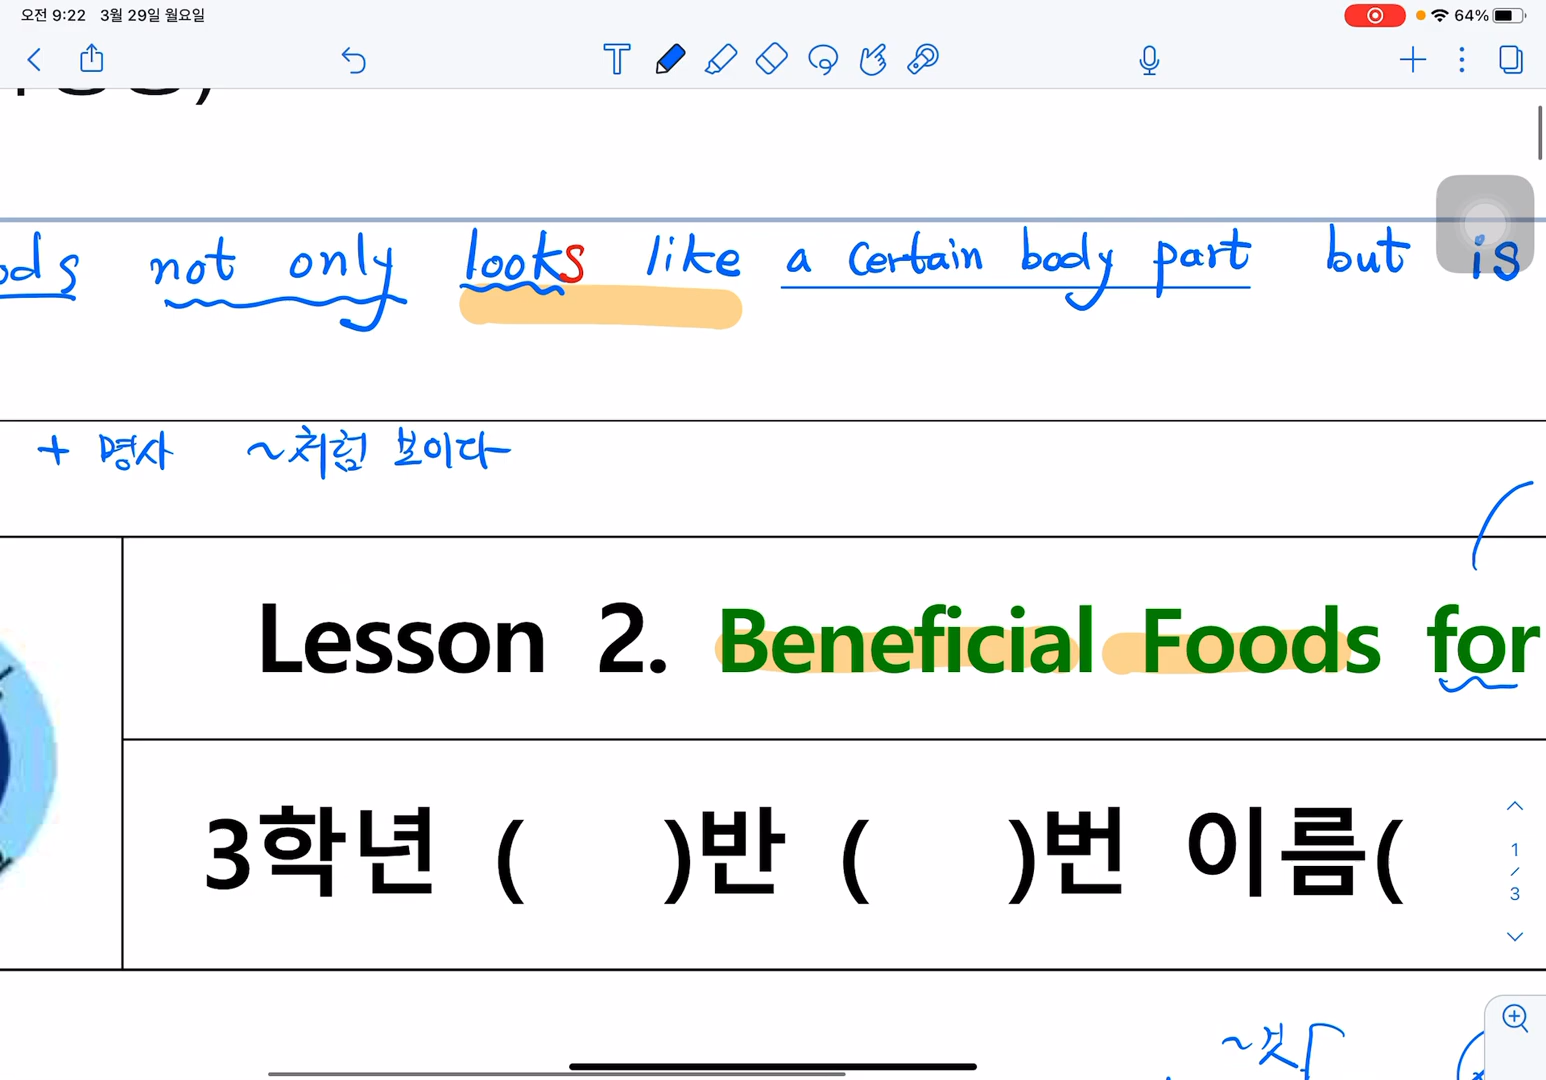 오전 9:22 3월 29일 월요일 64%
ods not only looks like a certain body part but is
+ 명사 ~처럼 보이다
Lesson 2. Beneficial Foods for
3학년 ( )반 ( )번 이름(
1
/
3
~것